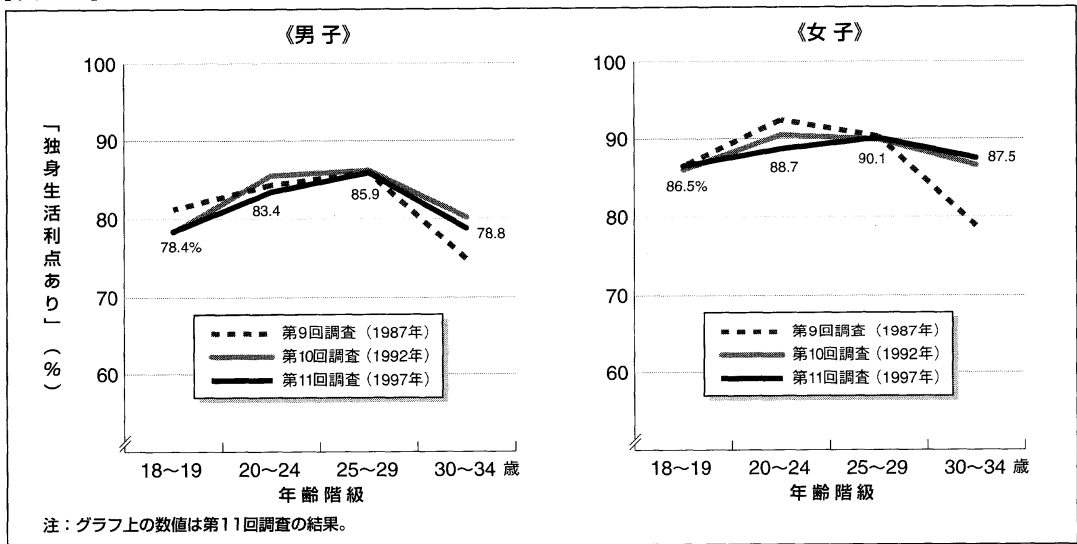 《男 子》
100
90
80
70
60
「独身生活利点あり」（％）
78.4%
83.4
85.9
78.8
第9回調査（1987年）
第10回調査（1992年）
第11回調査（1997年）
18～19 20～24 25～29 30～34 歳
年 齢 階 級
《女 子》
100
90
80
70
60
86.5%
88.7
90.1
87.5
第9回調査（1987年）
第10回調査（1992年）
第11回調査（1997年）
18～19 20～24 25～29 30～34 歳
年 齢 階 級
注：グラフ上の数値は第11回調査の結果。